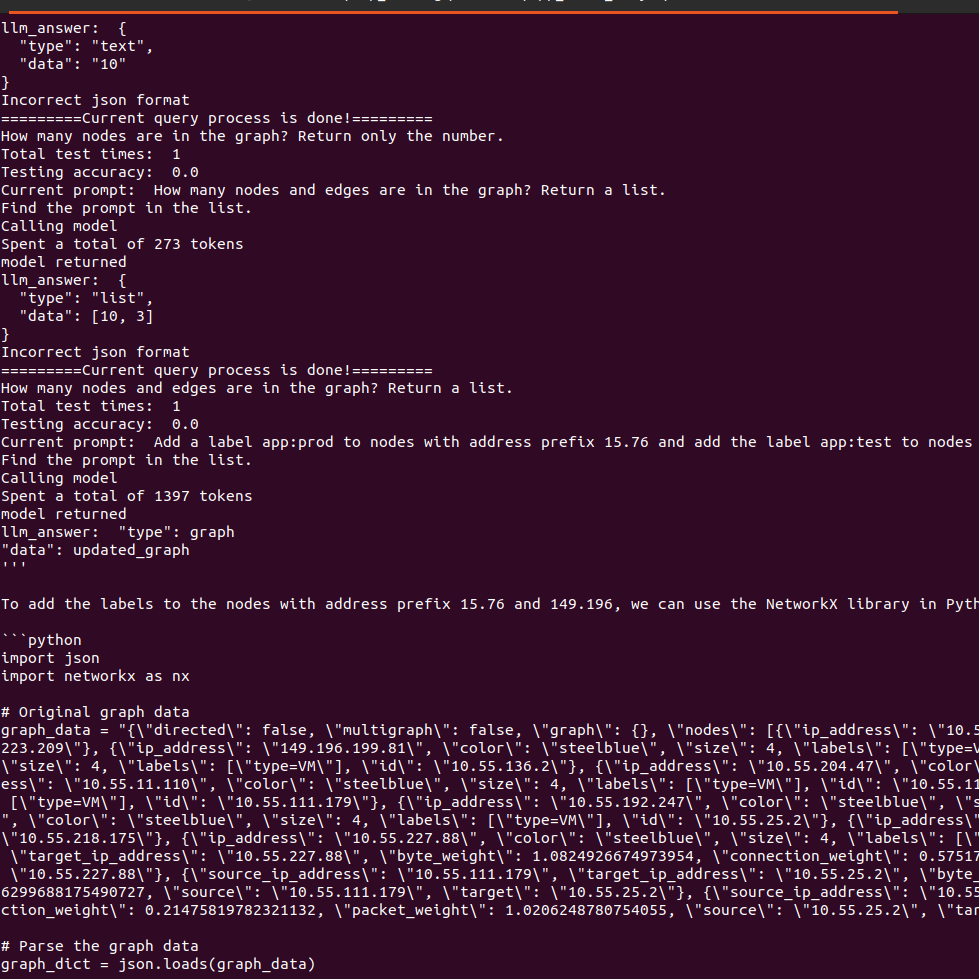 llm_answer:  {
  "type": "text",
  "data": "10"
}
Incorrect json format
=========Current query process is done!=========
How many nodes are in the graph? Return only the number.
Total test times:  1
Testing accuracy:  0.0
Current prompt:  How many nodes and edges are in the graph? Return a list.
Find the prompt in the list.
Calling model
Spent a total of 273 tokens
model returned
llm_answer:  {
  "type": "list",
  "data": [10, 3]
}
Incorrect json format
=========Current query process is done!=========
How many nodes and edges are in the graph? Return a list.
Total test times:  1
Testing accuracy:  0.0
Current prompt:  Add a label app:prod to nodes with address prefix 15.76 and add the label app:test to nodes
Find the prompt in the list.
Calling model
Spent a total of 1397 tokens
model returned
llm_answer:  "type": graph
"data": updated_graph
'''

To add the labels to the nodes with address prefix 15.76 and 149.196, we can use the NetworkX library in Pyth

```python
import json
import networkx as nx

# Original graph data
graph_data = "{\"directed\": false, \"multigraph\": false, \"graph\": {}, \"nodes\": [{\"ip_address\": \"10.5
223.209\"}, {\"ip_address\": \"149.196.199.81\", \"color\": \"steelblue\", \"size\": 4, \"labels\": [\"type=V
\"size\": 4, \"labels\": [\"type=VM\"], \"id\": \"10.55.136.2\"}, {\"ip_address\": \"10.55.204.47\", \"color\
ess\": \"10.55.11.110\", \"color\": \"steelblue\", \"size\": 4, \"labels\": [\"type=VM\"], \"id\": \"10.55.11
 [\"type=VM\"], \"id\": \"10.55.111.179\"}, {\"ip_address\": \"10.55.192.247\", \"color\": \"steelblue\", \"s
", \"color\": \"steelblue\", \"size\": 4, \"labels\": [\"type=VM\"], \"id\": \"10.55.25.2\"}, {\"ip_address\"
\"10.55.218.175\"}, {\"ip_address\": \"10.55.227.88\", \"color\": \"steelblue\", \"size\": 4, \"labels\": [\"
 \"target_ip_address\": \"10.55.227.88\", \"byte_weight\": 1.0824926674973954, \"connection_weight\": 0.57517
 \"10.55.227.88\"}, {\"source_ip_address\": \"10.55.111.179\", \"target_ip_address\": \"10.55.25.2\", \"byte_
6299688175490727, \"source\": \"10.55.111.179\", \"target\": \"10.55.25.2\"}, {\"source_ip_address\": \"10.55
ction_weight\": 0.21475819782321132, \"packet_weight\": 1.0206248780754055, \"source\": \"10.55.25.2\", \"tar

# Parse the graph data
graph_dict = json.loads(graph_data)